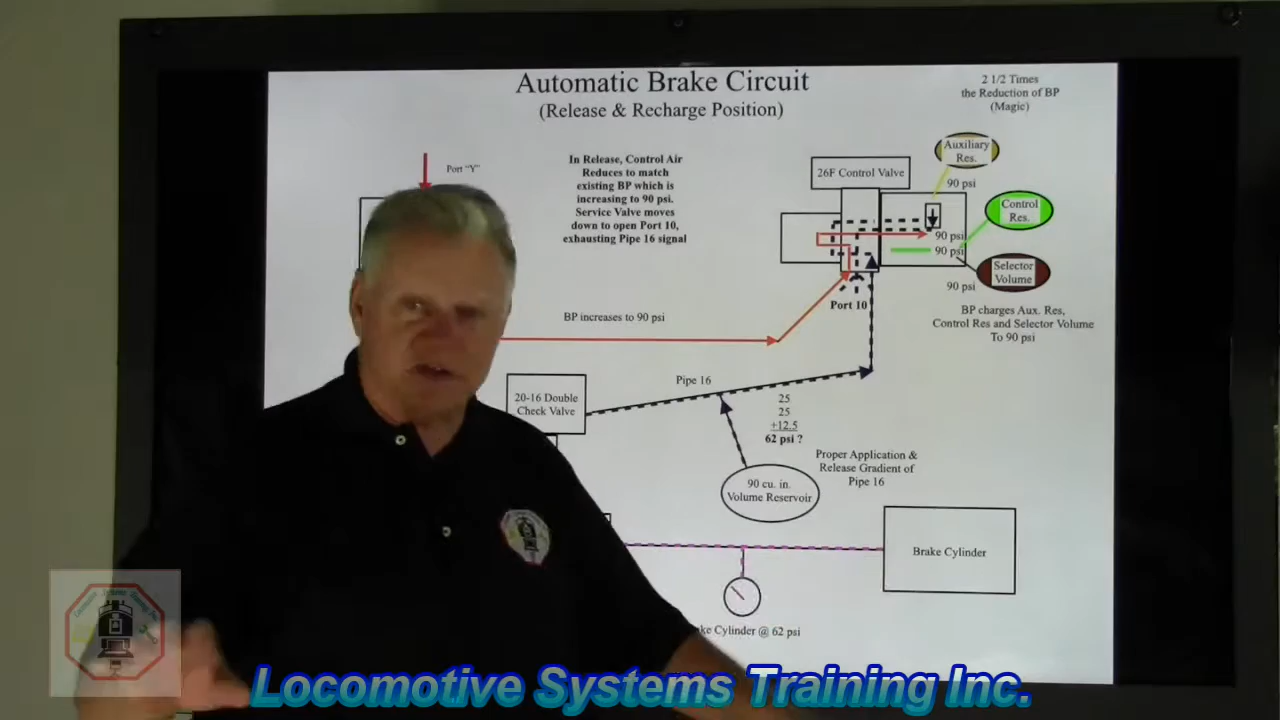 Automatic Brake Circuit
(Release & Recharge Position)
2 1/2 Times
the Reduction of BP
(Magic)
Port "Y"
In Release, Control Air
Reduces to match
existing BP which is
increasing to 90 psi.
Service Valve moves
down to open Port 10,
exhausting Pipe 16 signal
26F Control Valve
Auxiliary
Res.
90 psi
Control
Res.
90 psi
90 psi
Selector
Volume
90 psi
Port 10
BP charges Aux. Res,
Control Res and Selector Volume
To 90 psi
BP increases to 90 psi
20-16 Double
Check Valve
Pipe 16
25
25
+12.5
62 psi ?
Proper Application &
Release Gradient of
Pipe 16
90 cu. in.
Volume Reservoir
Brake Cylinder
Cylinder @ 62 psi
Locomotive Systems Training Inc.